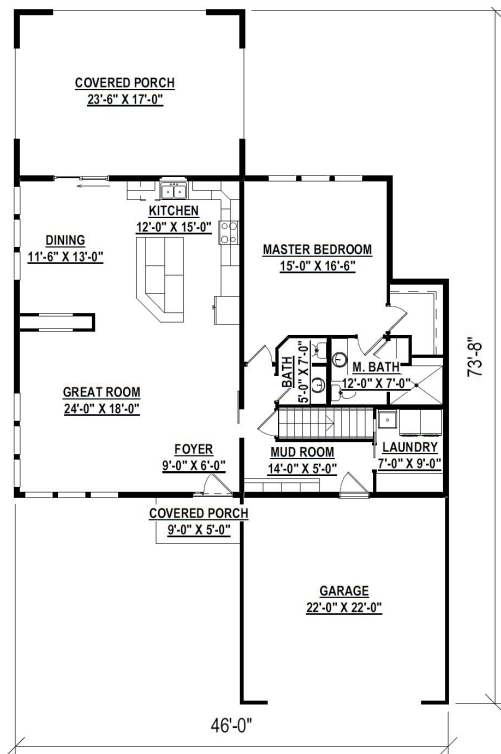 COVERED PORCH
23'-6" X 17'-0"
KITCHEN
12'-0" X 15'-0"
DINING
11'-6" X 13'-0"
MASTER BEDROOM
15'-0" X 16'-6"
BATH
5'-0" X 7'-0"
M. BATH
12'-0" X 7'-0"
73'-8"
GREAT ROOM
24'-0" X 18'-0"
FOYER
9'-0" X 6'-0"
MUD ROOM
14'-0" X 5'-0"
LAUNDRY
7'-0" X 9'-0"
COVERED PORCH
9'-0" X 5'-0"
GARAGE
22'-0" X 22'-0"
46'-0"